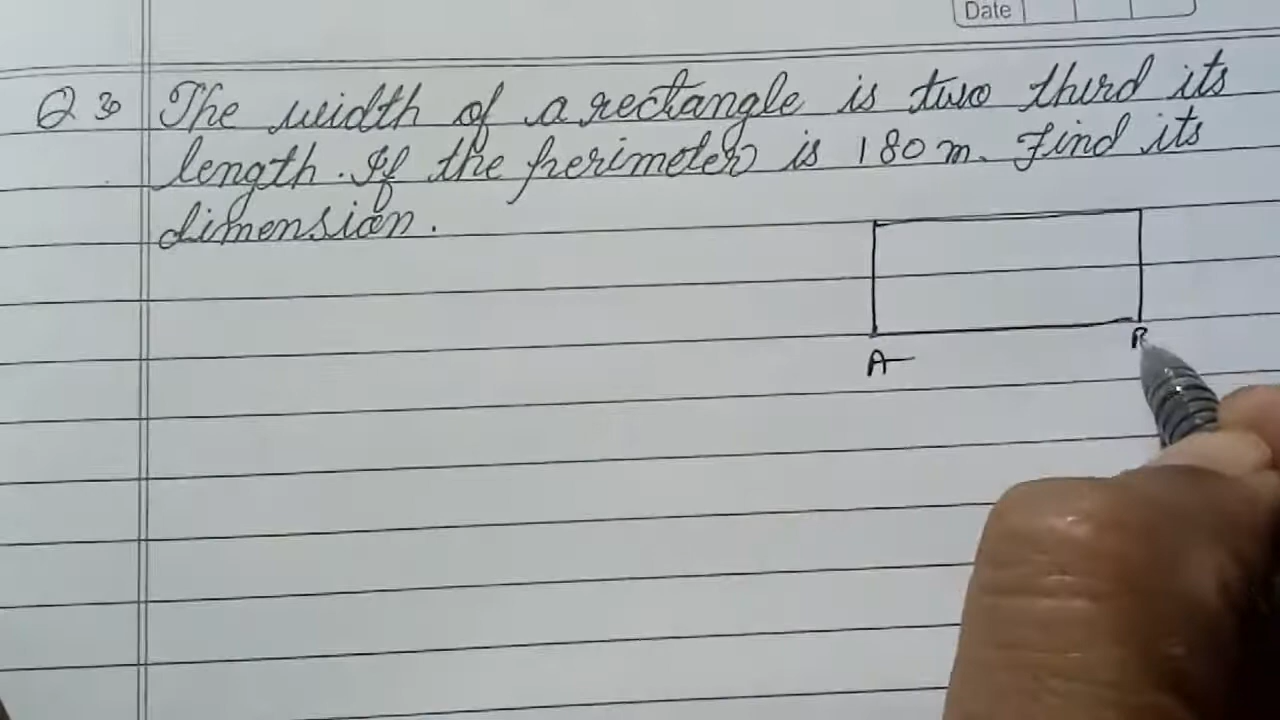 Date
Q 3 The width of a rectangle is two third its
length. If the perimeter is 180 m. Find its
dimension.
A B